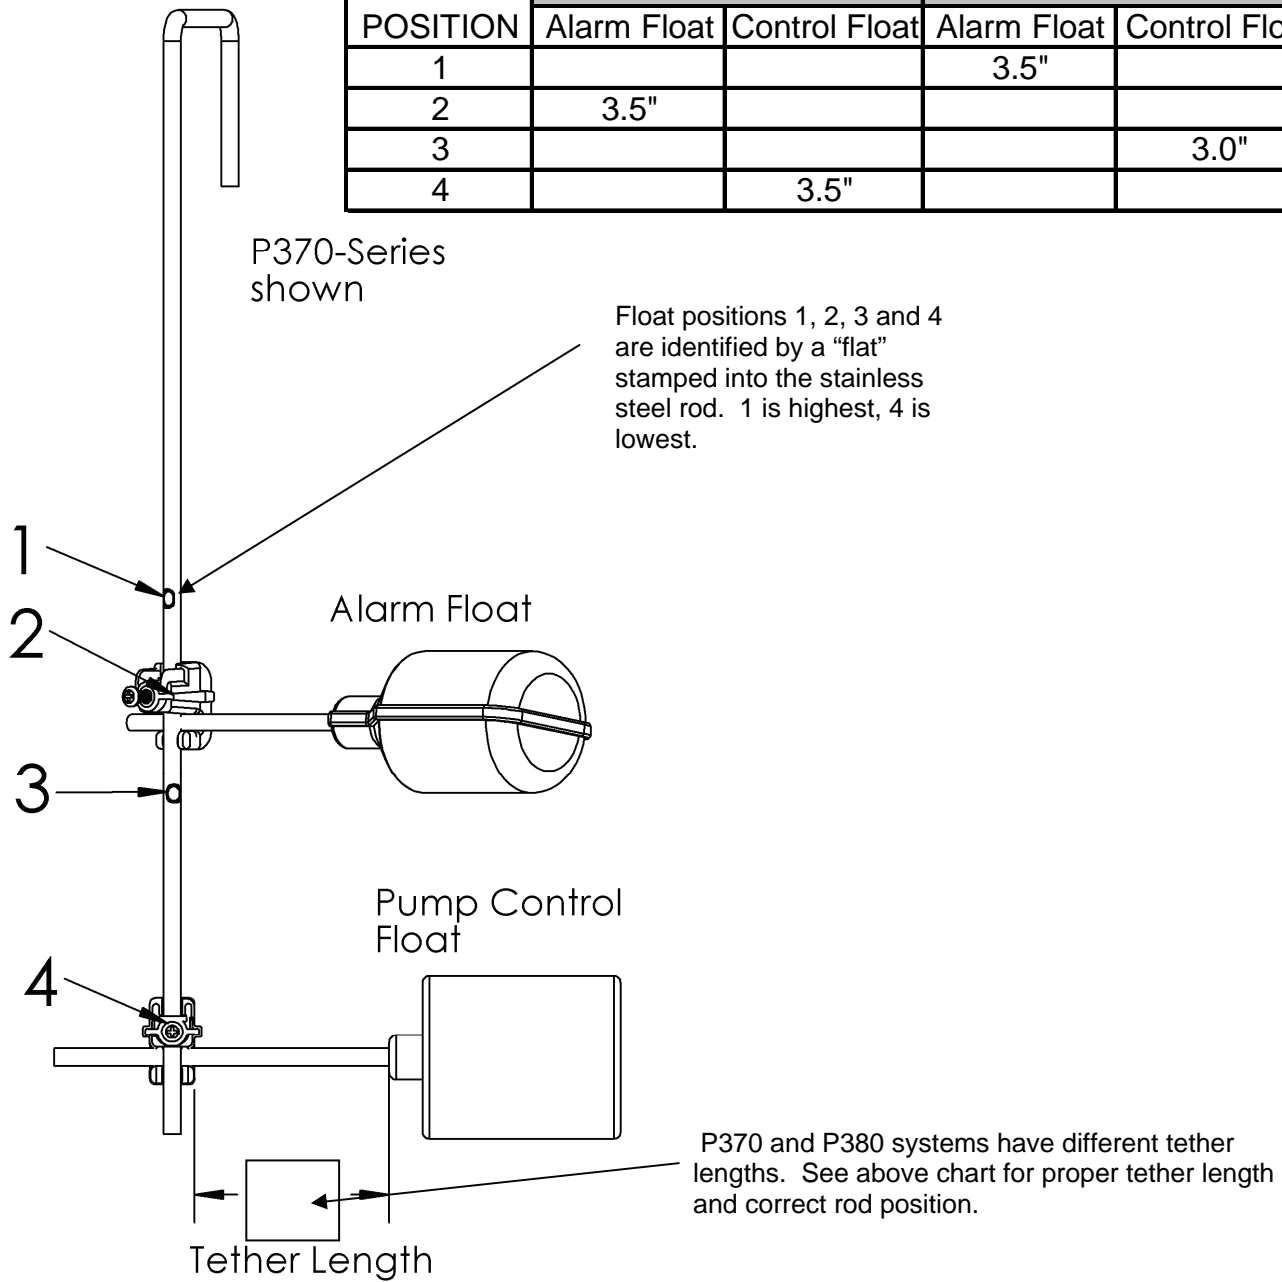 POSITION Alarm Float Control Float Alarm Float Control Flo
1 3.5"
2 3.5"
3 3.0"
4 3.5"
P370-Series
shown
Float positions 1, 2, 3 and 4
are identified by a “flat”
stamped into the stainless
steel rod.  1 is highest, 4 is
lowest.
1
2
Alarm Float
3
Pump Control
Float
4
P370 and P380 systems have different tether
lengths.  See above chart for proper tether length
and correct rod position.
Tether Length